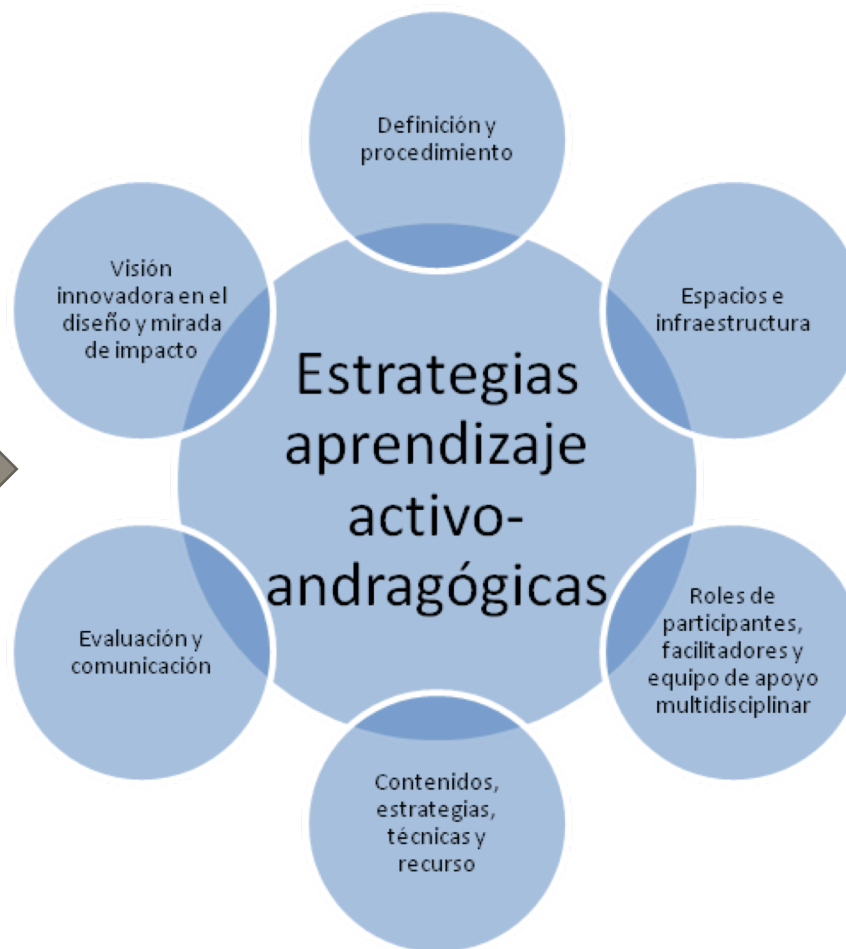 Definición y
procedimiento
Visión
innovadora en el
diseño y mirada
de impacto
Espacios e
infraestructura
Estrategias
aprendizaje
activo-
andragógicas
Evaluación y
comunicación
Roles de
participantes,
facilitadores y
equipo de apoyo
multidisciplinar
Contenidos,
estrategias,
técnicas y
recurso